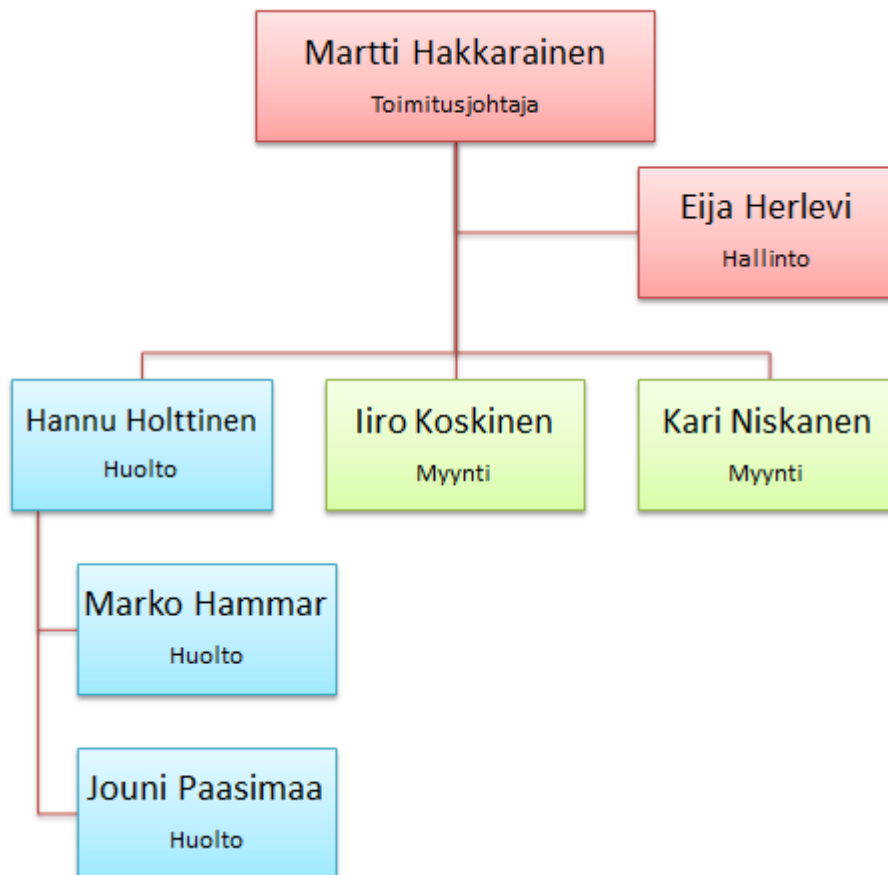 Martti Hakkarainen
Toimitusjohtaja
Eija Herlevi
Hallinto
Hannu Holttinen
Huolto
Iiro Koskinen
Myynti
Kari Niskanen
Myynti
Marko Hammar
Huolto
Jouni Paasimaa
Huolto